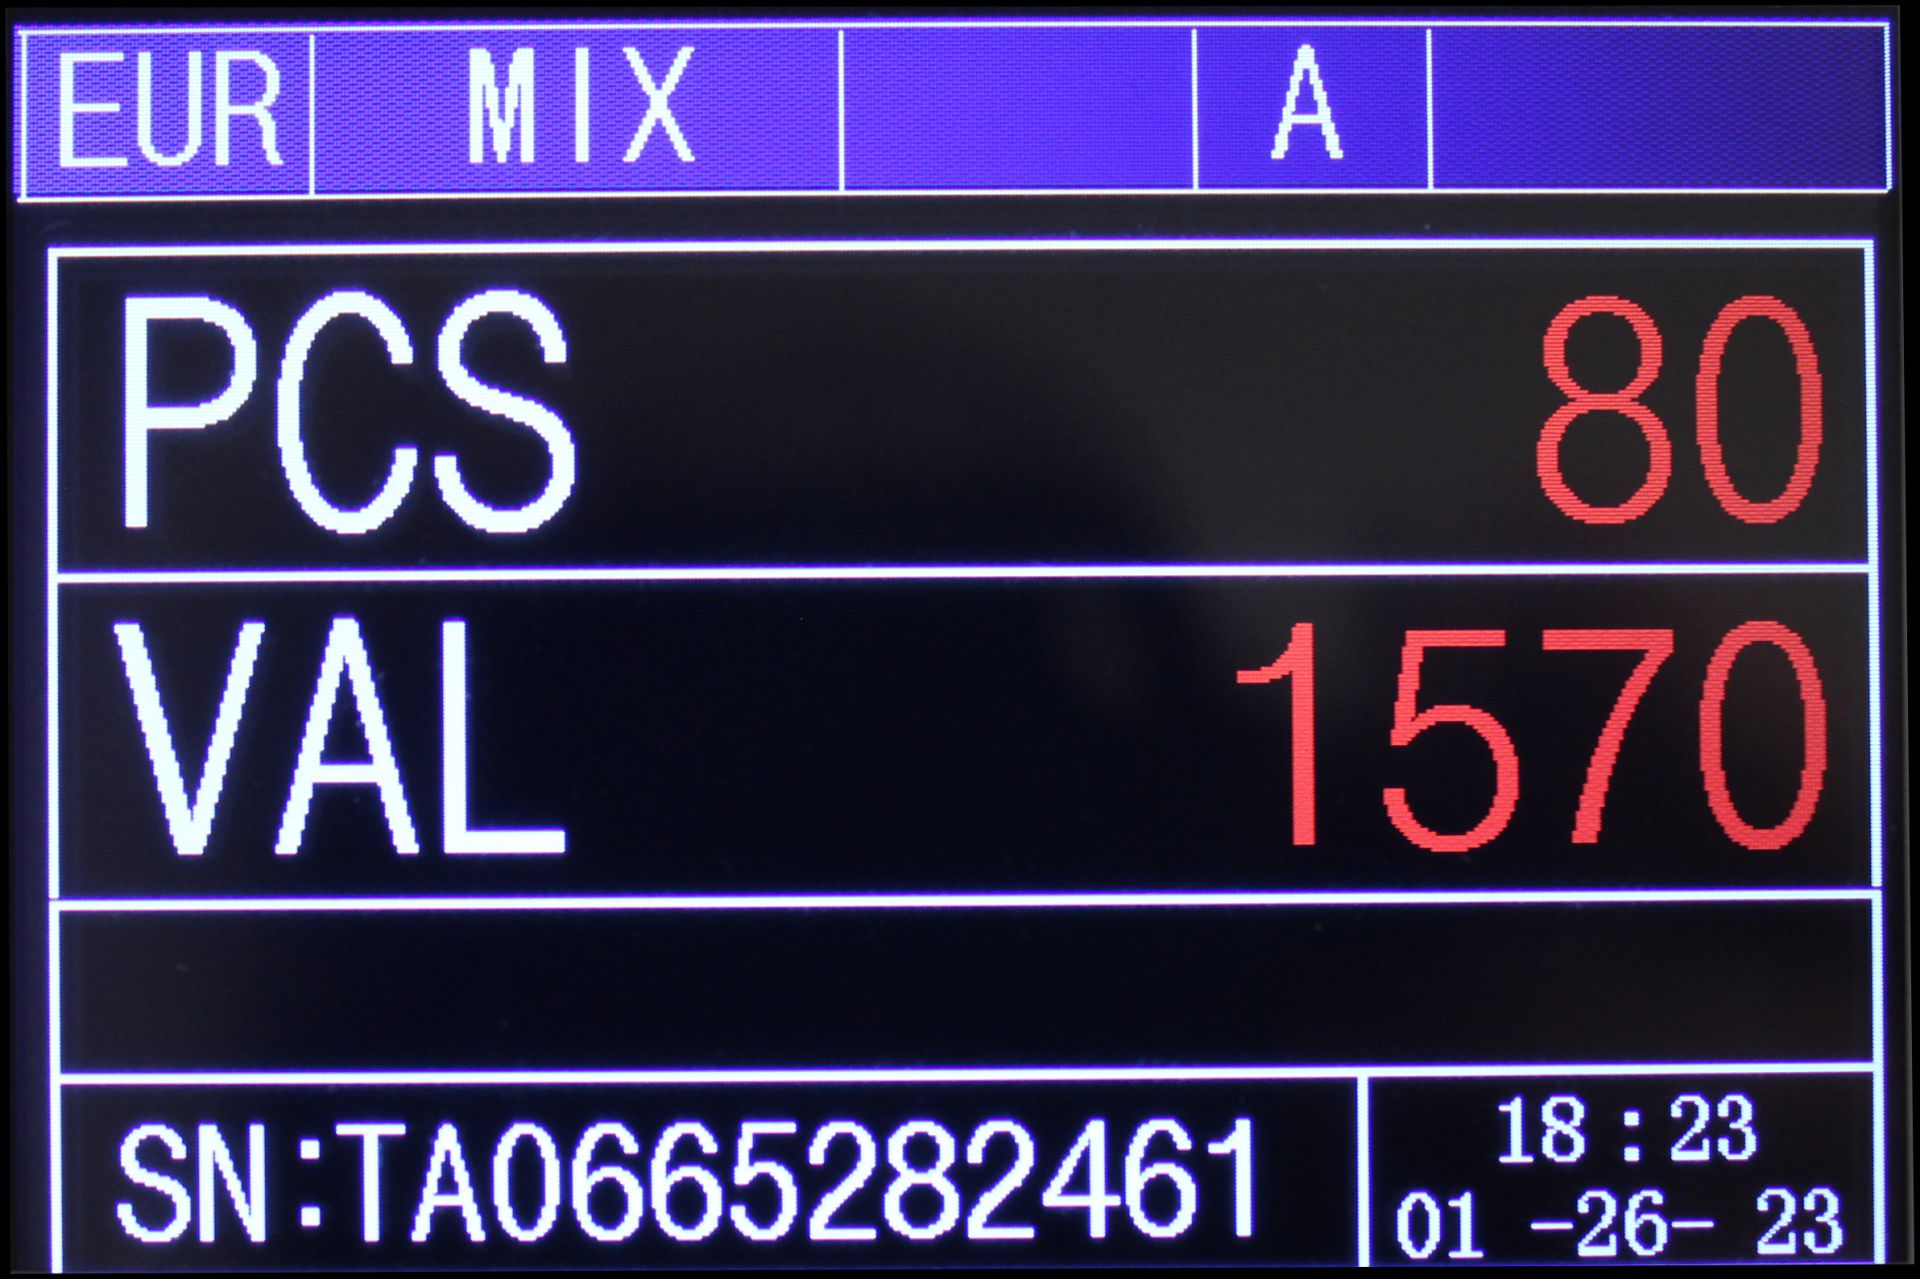 EUR MIX A
PCS 80
VAL 1570
SN:TA0665282461
18:23
01-26-23